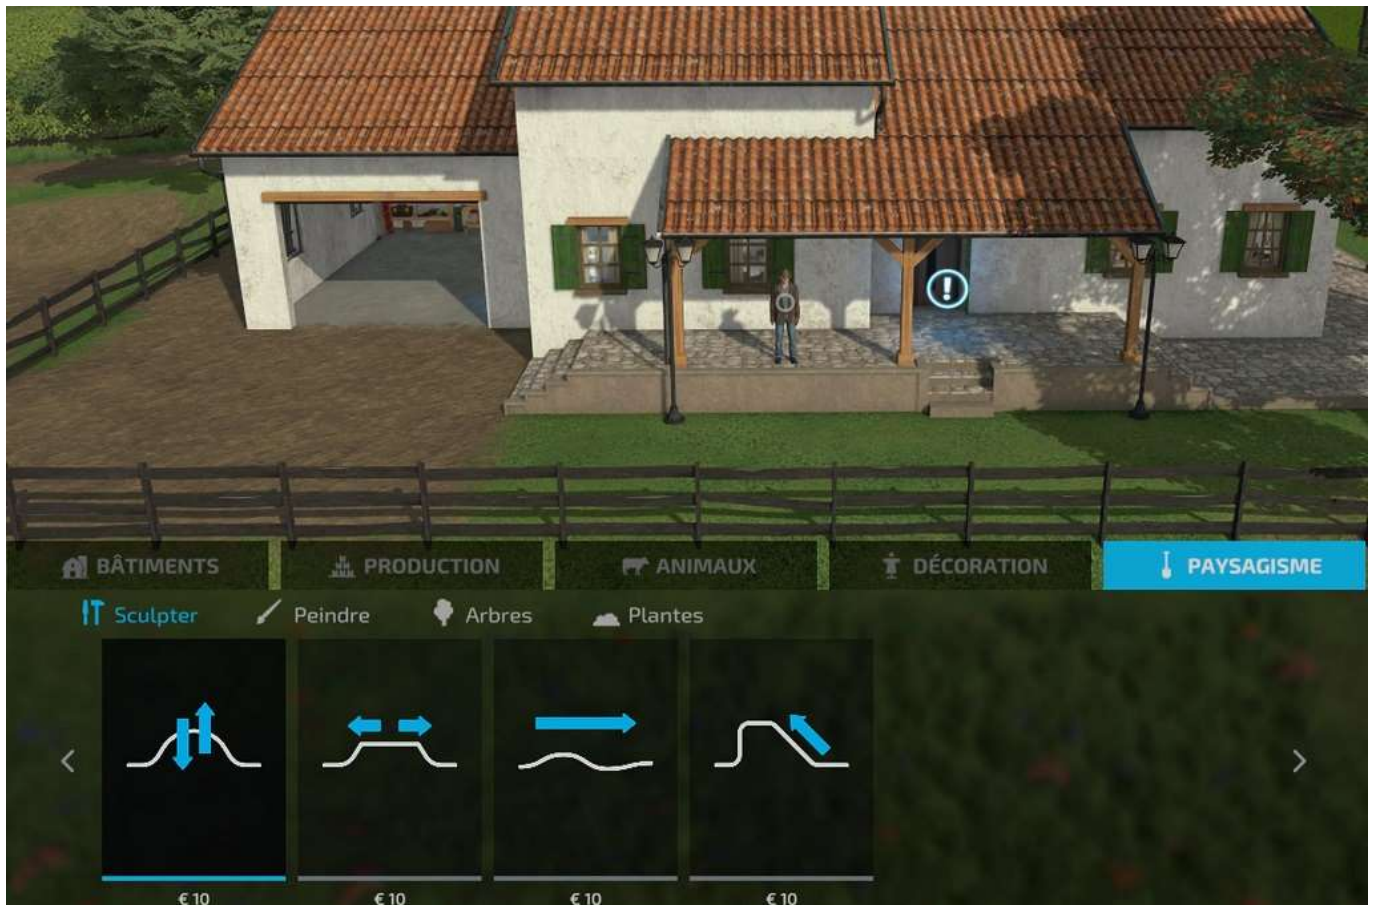 BÂTIMENTS PRODUCTION ANIMAUX DÉCORATION PAYSAGISME
Sculpter Peindre Arbres Plantes
€ 10 € 10 € 10 € 10